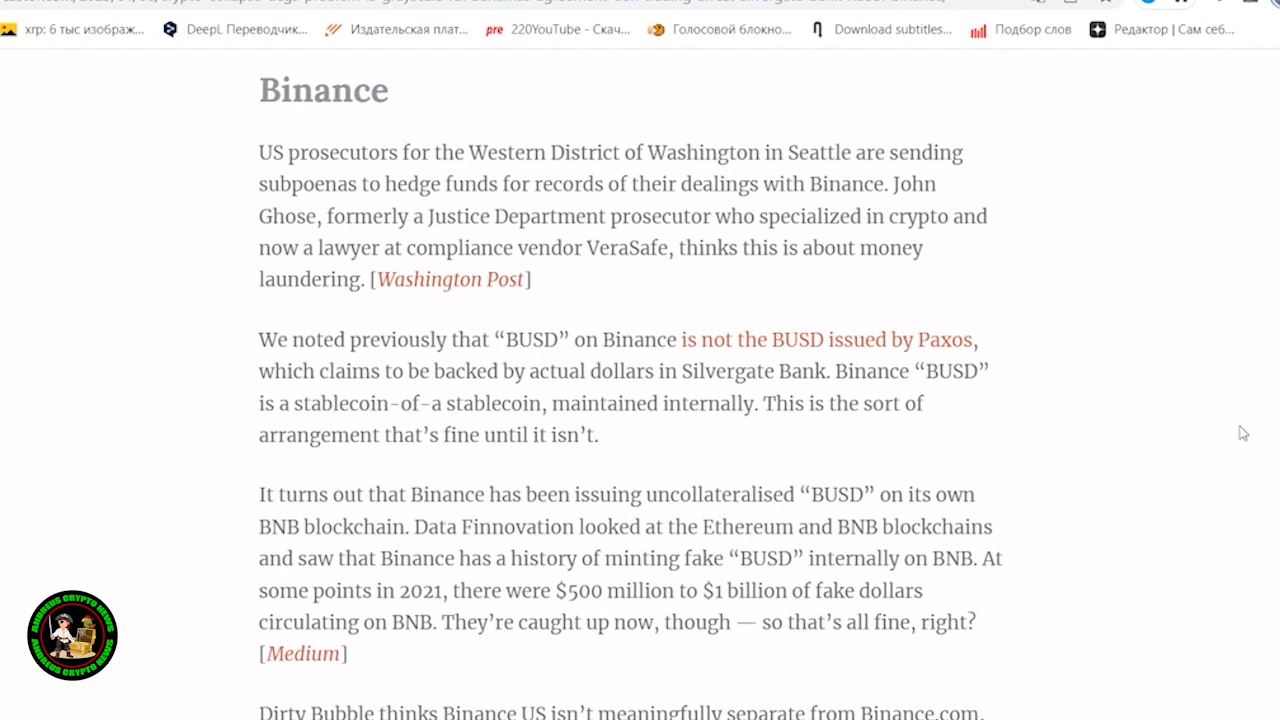 xrp: 6 тыс изображ...
DeepL Переводчик...
Издательская плат...
pre 220YouTube - Скач...
Голосовой блокно...
Download subtitles...
Подбор слов
Редактор | Сам себ...
Binance
US prosecutors for the Western District of Washington in Seattle are sending
subpoenas to hedge funds for records of their dealings with Binance. John
Ghose, formerly a Justice Department prosecutor who specialized in crypto and
now a lawyer at compliance vendor VeraSafe, thinks this is about money
laundering. [Washington Post]
We noted previously that “BUSD” on Binance is not the BUSD issued by Paxos,
which claims to be backed by actual dollars in Silvergate Bank. Binance “BUSD”
is a stablecoin-of-a stablecoin, maintained internally. This is the sort of
arrangement that’s fine until it isn’t.
It turns out that Binance has been issuing uncollateralised “BUSD” on its own
BNB blockchain. Data Finnovation looked at the Ethereum and BNB blockchains
and saw that Binance has a history of minting fake “BUSD” internally on BNB. At
some points in 2021, there were $500 million to $1 billion of fake dollars
circulating on BNB. They’re caught up now, though — so that’s all fine, right?
[Medium]
ANDREUS CRYPTO NEWS
ANDREUS CRYPTO NEWS
Dirty Bubble thinks Binance US isn’t meaningfully separate from Binance.com.